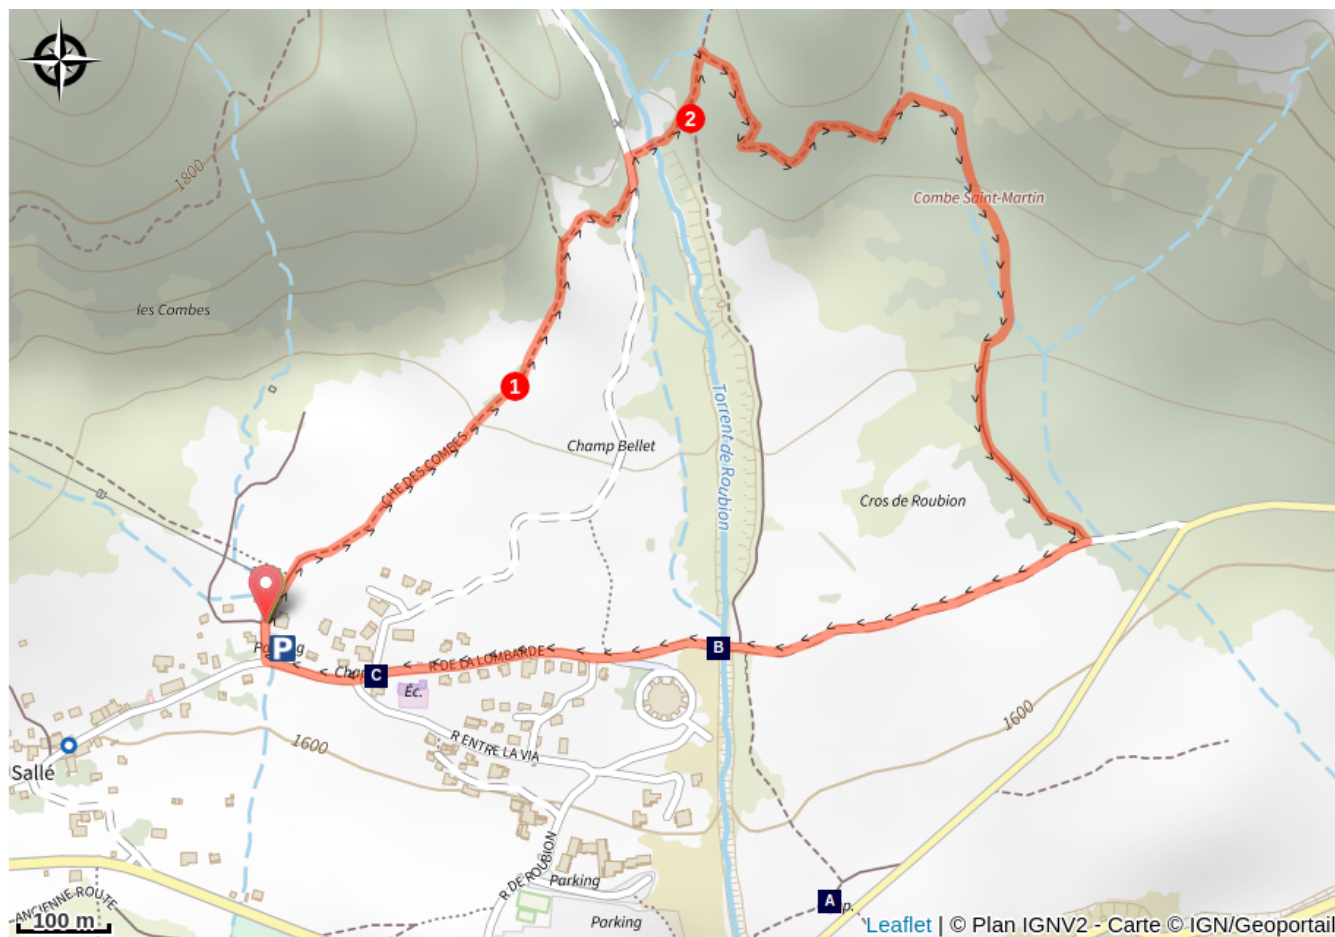 2
1800
Combe Saint-Martin
les Combes
1
CHE DES COMBES
Torrent de Roubion
Champ Bellet
Cros de Roubion
P
B
R DE LA LOMBARDE
C
Éc.
1600
R ENTRE LA VIA
1600
Sallé
R DE ROUBION
Parking
ANCIENNE ROUTE
A
100 m
Parking
Leaflet | © Plan IGNV2 - Carte © IGN/Geoportail